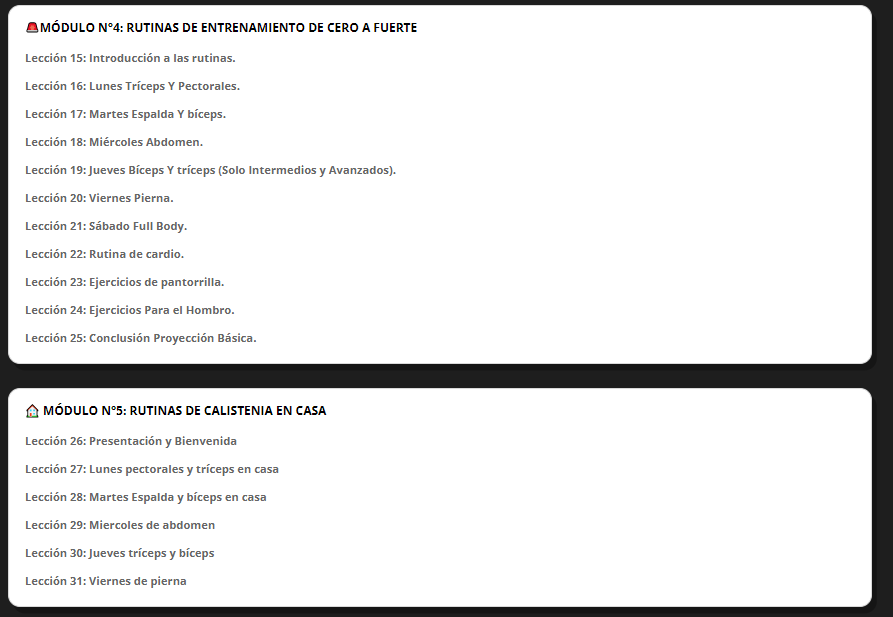 🚨MÓDULO Nº4: RUTINAS DE ENTRENAMIENTO DE CERO A FUERTE
Lección 15: Introducción a las rutinas.
Lección 16: Lunes Tríceps Y Pectorales.
Lección 17: Martes Espalda Y bíceps.
Lección 18: Miércoles Abdomen.
Lección 19: Jueves Bíceps Y tríceps (Solo Intermedios y Avanzados).
Lección 20: Viernes Pierna.
Lección 21: Sábado Full Body.
Lección 22: Rutina de cardio.
Lección 23: Ejercicios de pantorrilla.
Lección 24: Ejercicios Para el Hombro.
Lección 25: Conclusión Proyección Básica.
🏠 MÓDULO Nº5: RUTINAS DE CALISTENIA EN CASA
Lección 26: Presentación y Bienvenida
Lección 27: Lunes pectorales y tríceps en casa
Lección 28: Martes Espalda y bíceps en casa
Lección 29: Miercoles de abdomen
Lección 30: Jueves tríceps y bíceps
Lección 31: Viernes de pierna